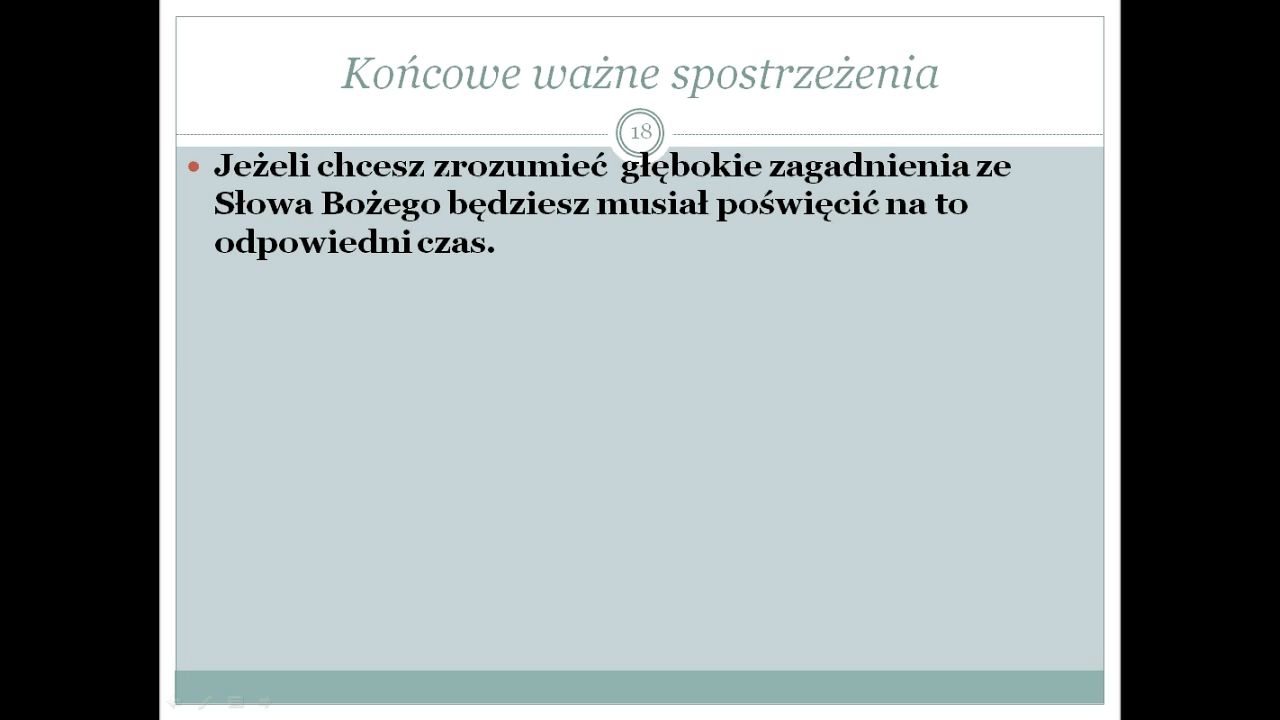 Końcowe ważne spostrzeżenia
18
• Jeżeli chcesz zrozumieć głębokie zagadnienia ze
Słowa Bożego będziesz musiał poświęcić na to
odpowiedni czas.